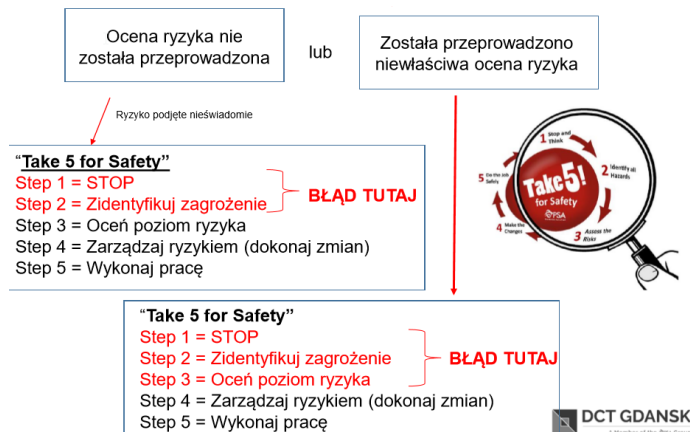 Ocena ryzyka nie
została przeprowadzona
lub
Została przeprowadzono
niewłaściwa ocena ryzyka
Ryzyko podjęte nieświadomie
“Take 5 for Safety”
Step 1 = STOP
Step 2 = Zidentyfikuj zagrożenie
BŁĄD TUTAJ
Step 3 = Oceń poziom ryzyka
Step 4 = Zarządzaj ryzykiem (dokonaj zmian)
Step 5 = Wykonaj pracę
1 Stop and
Think
2 Identify all
Hazards
3 Assess the
Risks
4 Make the
Changes
5 Do the Job
Safely
Take 5!
for Safety
PSA
“Take 5 for Safety”
Step 1 = STOP
Step 2 = Zidentyfikuj zagrożenie
Step 3 = Oceń poziom ryzyka
BŁĄD TUTAJ
Step 4 = Zarządzaj ryzykiem (dokonaj zmian)
Step 5 = Wykonaj pracę
DCT GDANSK